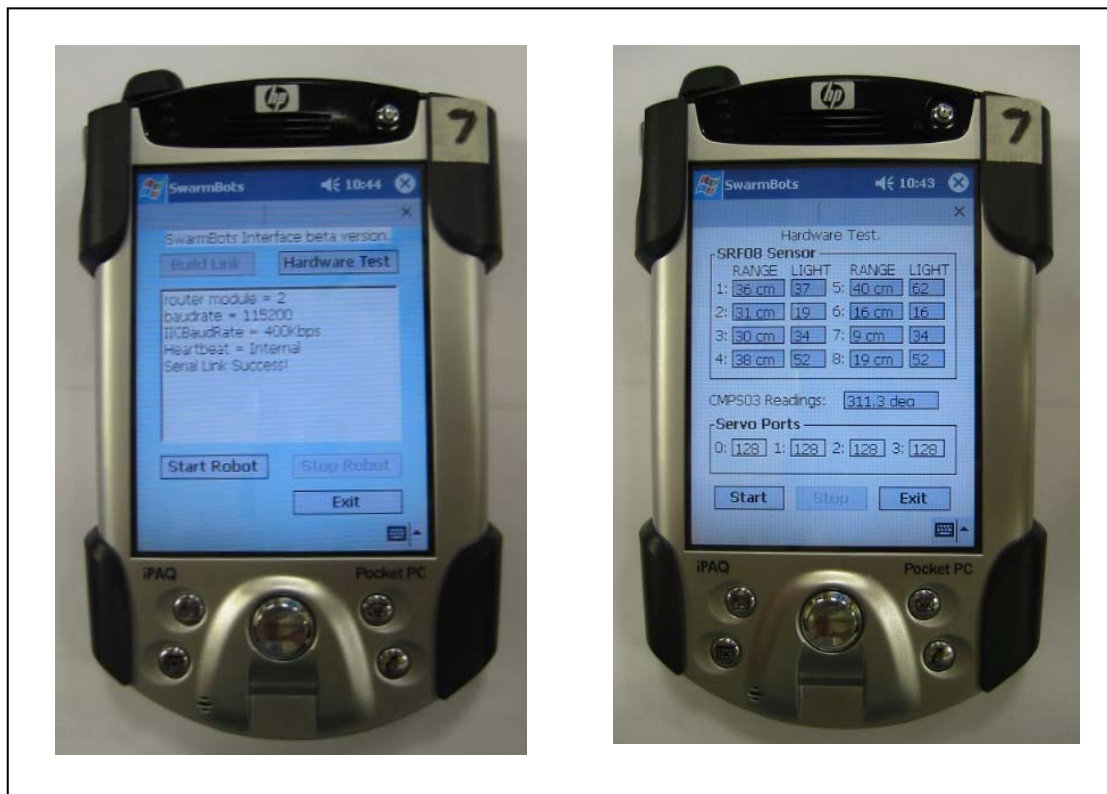 hp
7
SwarmBots 10:44
SwarmBots Interface beta version.
Build Link Hardware Test
router module = 2
baudrate = 115200
IICBaudRate = 400Kbps
Heartbeat = Internal
Serial Link Success!
Start Robot Stop Robot
Exit
iPAQ Pocket PC
hp
7
SwarmBots 10:43
Hardware Test.
SRF08 Sensor
RANGE LIGHT RANGE LIGHT
1: 36 cm 37 5: 40 cm 62
2: 31 cm 19 6: 16 cm 16
3: 30 cm 34 7: 9 cm 34
4: 38 cm 52 8: 19 cm 52
CMPS03 Readings: 311.3 deg
Servo Ports
0: 128 1: 128 2: 128 3: 128
Start Stop Exit
iPAQ Pocket PC